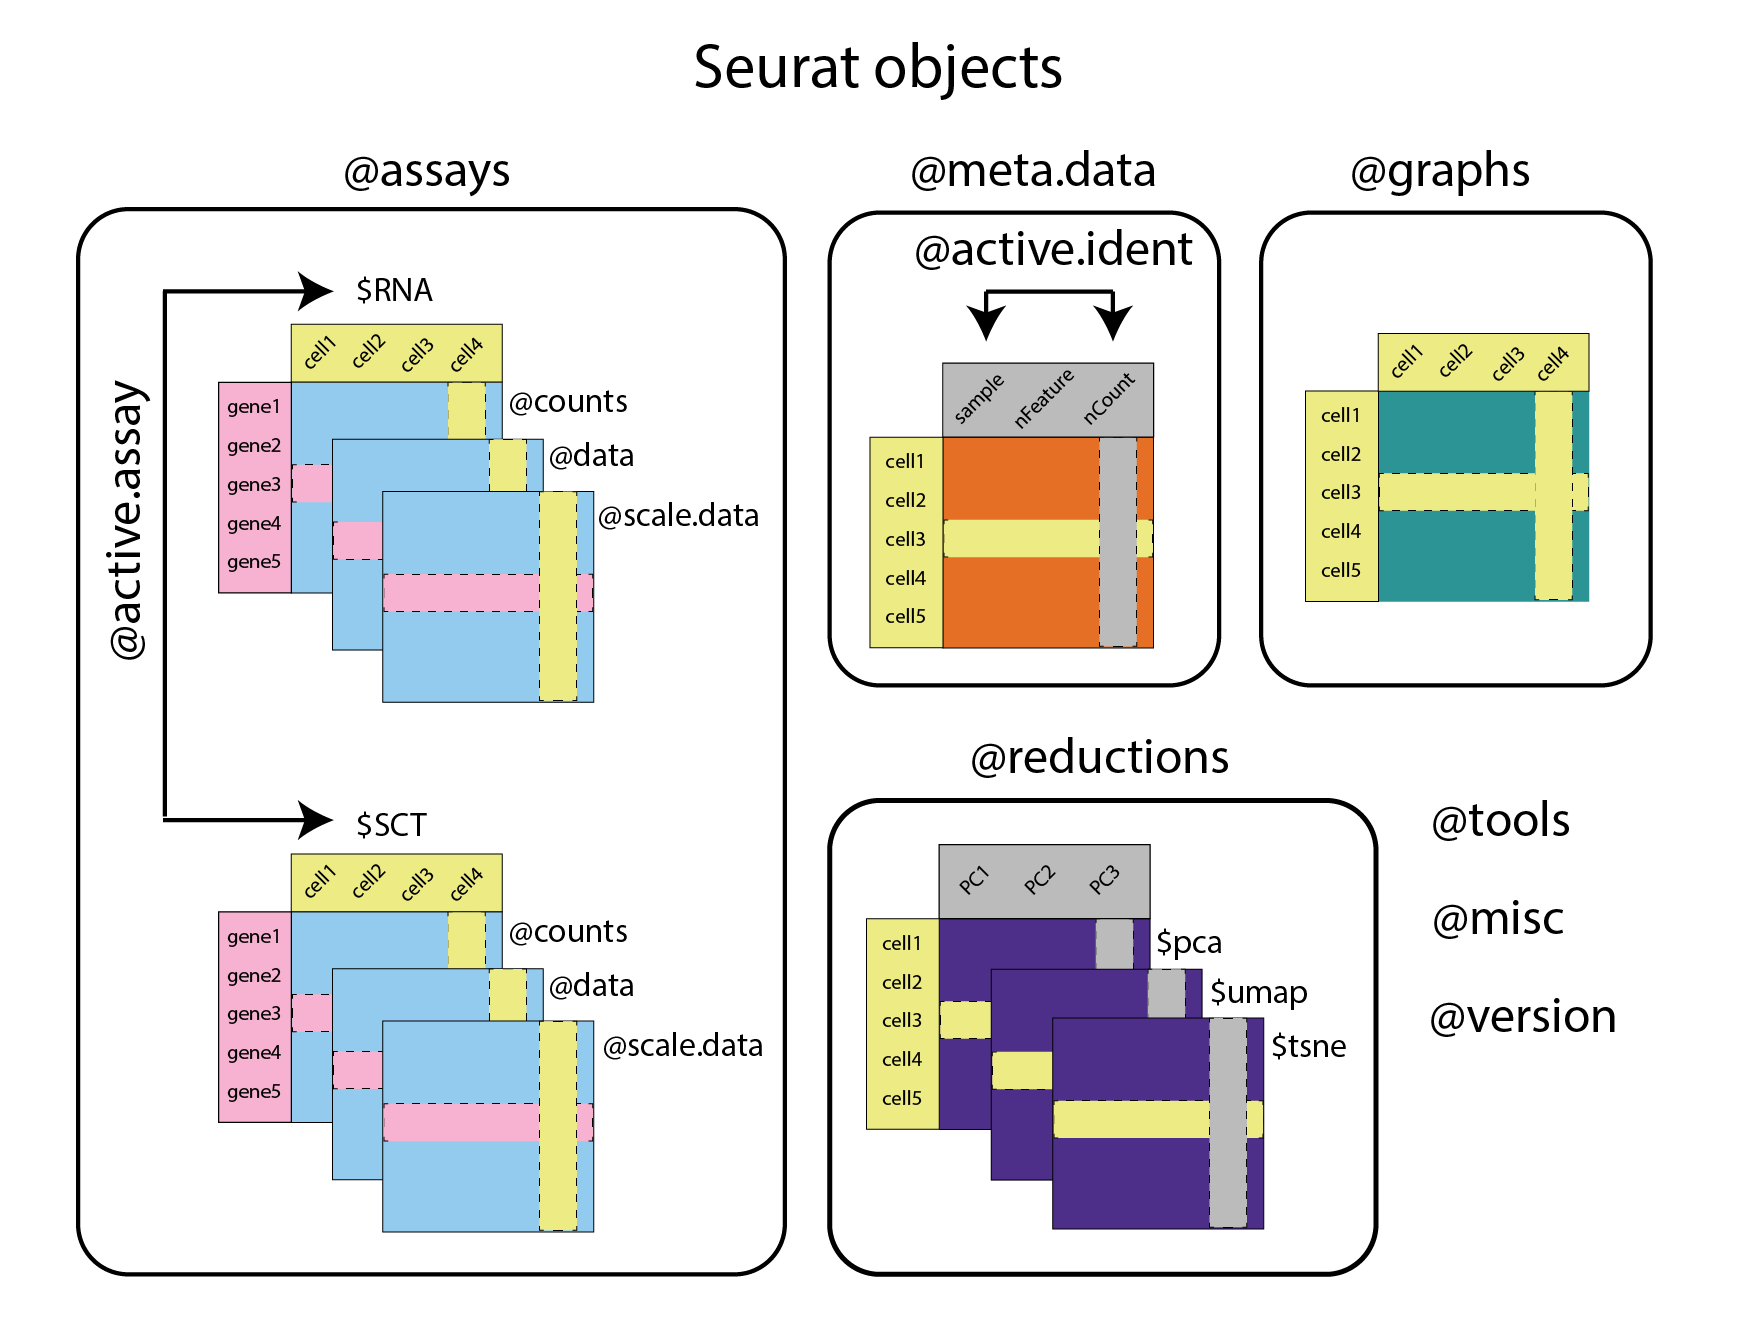 Seurat objects
@assays
@active.assay
$RNA
cell1 cell2 cell3 cell4
gene1
gene2
gene3
gene4
gene5
@counts
@data
@scale.data
$SCT
cell1 cell2 cell3 cell4
gene1
gene2
gene3
gene4
gene5
@counts
@data
@scale.data
@meta.data
@active.ident
sample nFeature nCount
cell1
cell2
cell3
cell4
cell5
@graphs
cell1 cell2 cell3 cell4
cell1
cell2
cell3
cell4
cell5
@reductions
PC1 PC2 PC3
cell1
cell2
cell3
cell4
cell5
$pca
$umap
$tsne
@tools
@misc
@version